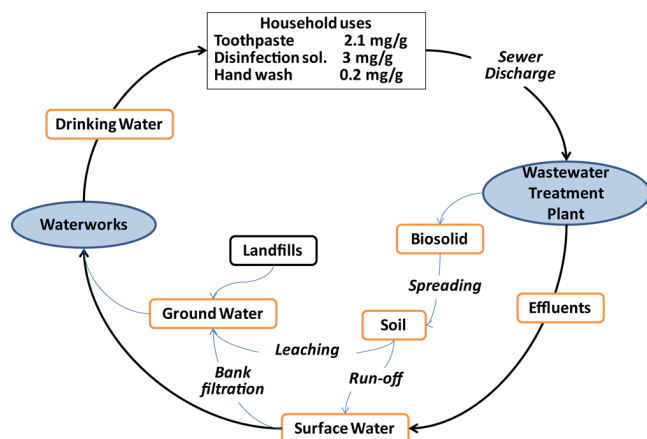 Household uses
Toothpaste 2.1 mg/g
Disinfection sol. 3 mg/g
Hand wash 0.2 mg/g
Sewer
Discharge
Drinking Water
Wastewater
Treatment
Plant
Waterworks
Biosolid
Landfills
Spreading
Effluents
Ground Water
Soil
Leaching
Bank
filtration
Run-off
Surface Water